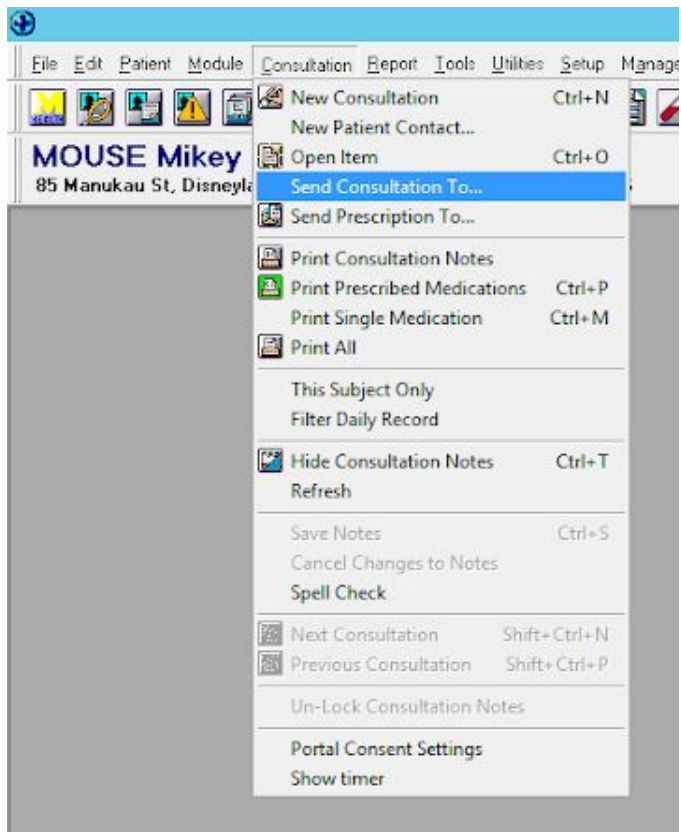 File Edit Patient Module Consultation Report Tools Utilities Setup Manage
MOUSE Mikey
85 Manukau St,
New Consultation Ctrl+N
New Patient Contact...
Open Item Ctrl+O
Send Consultation To...
Send Prescription To...
Print Consultation Notes
Print Prescribed Medications Ctrl+P
Print Single Medication Ctrl+M
Print All
This Subject Only
Filter Daily Record
Hide Consultation Notes Ctrl+T
Refresh
Save Notes Ctrl+S
Cancel Changes to Notes
Spell Check
Next Consultation Shift+Ctrl+N
Previous Consultation Shift+Ctrl+P
Un-Lock Consultation Notes
Portal Consent Settings
Show timer